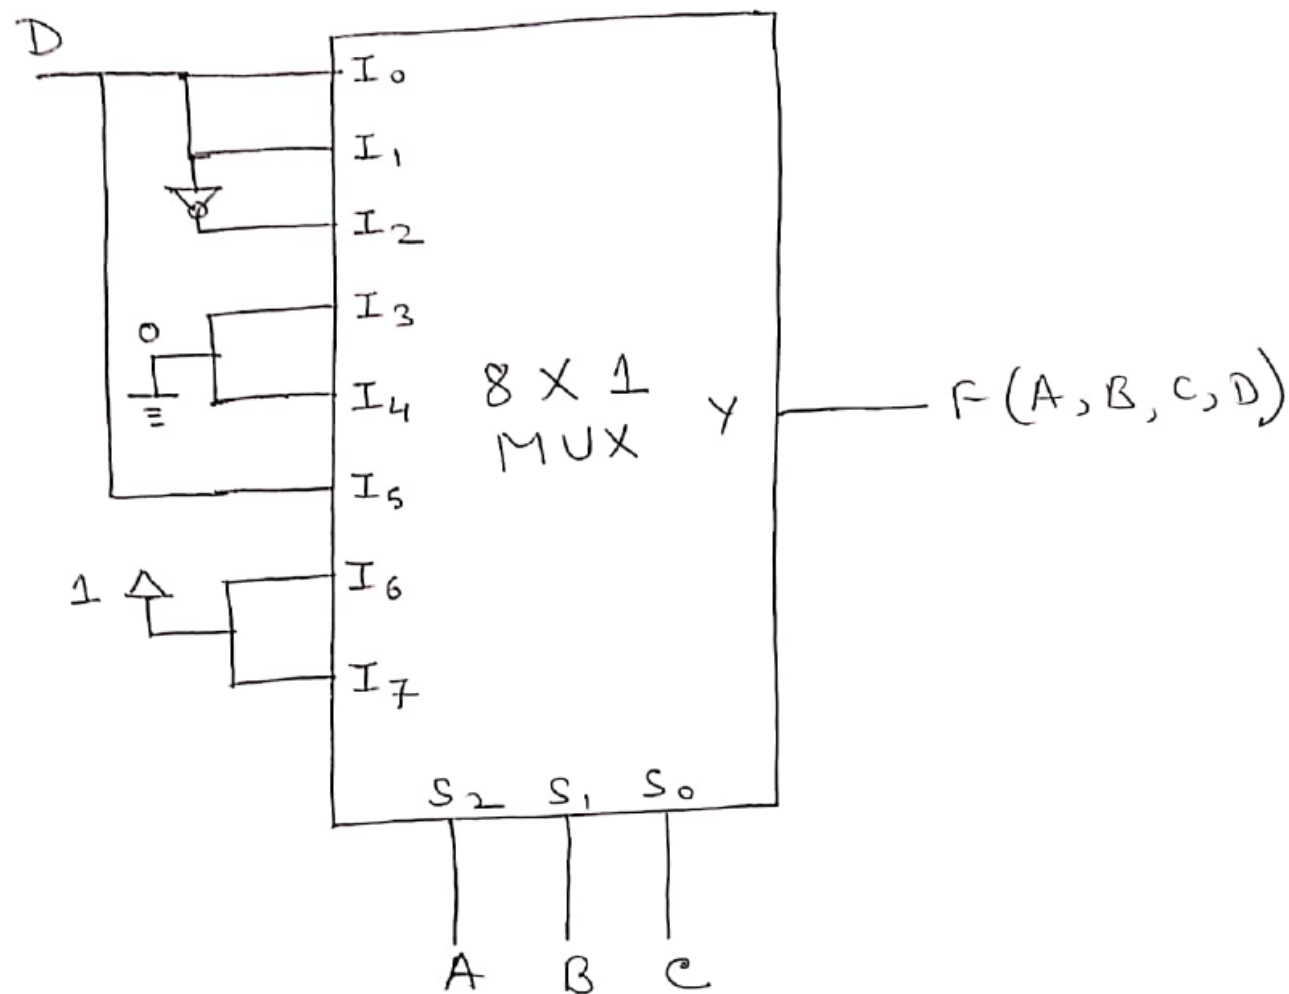 D
I0
I1
I2
0
I3
I4
I5
1
I6
I7
8 X 1
MUX
Y
F(A, B, C, D)
S2 S1 S0
A B C